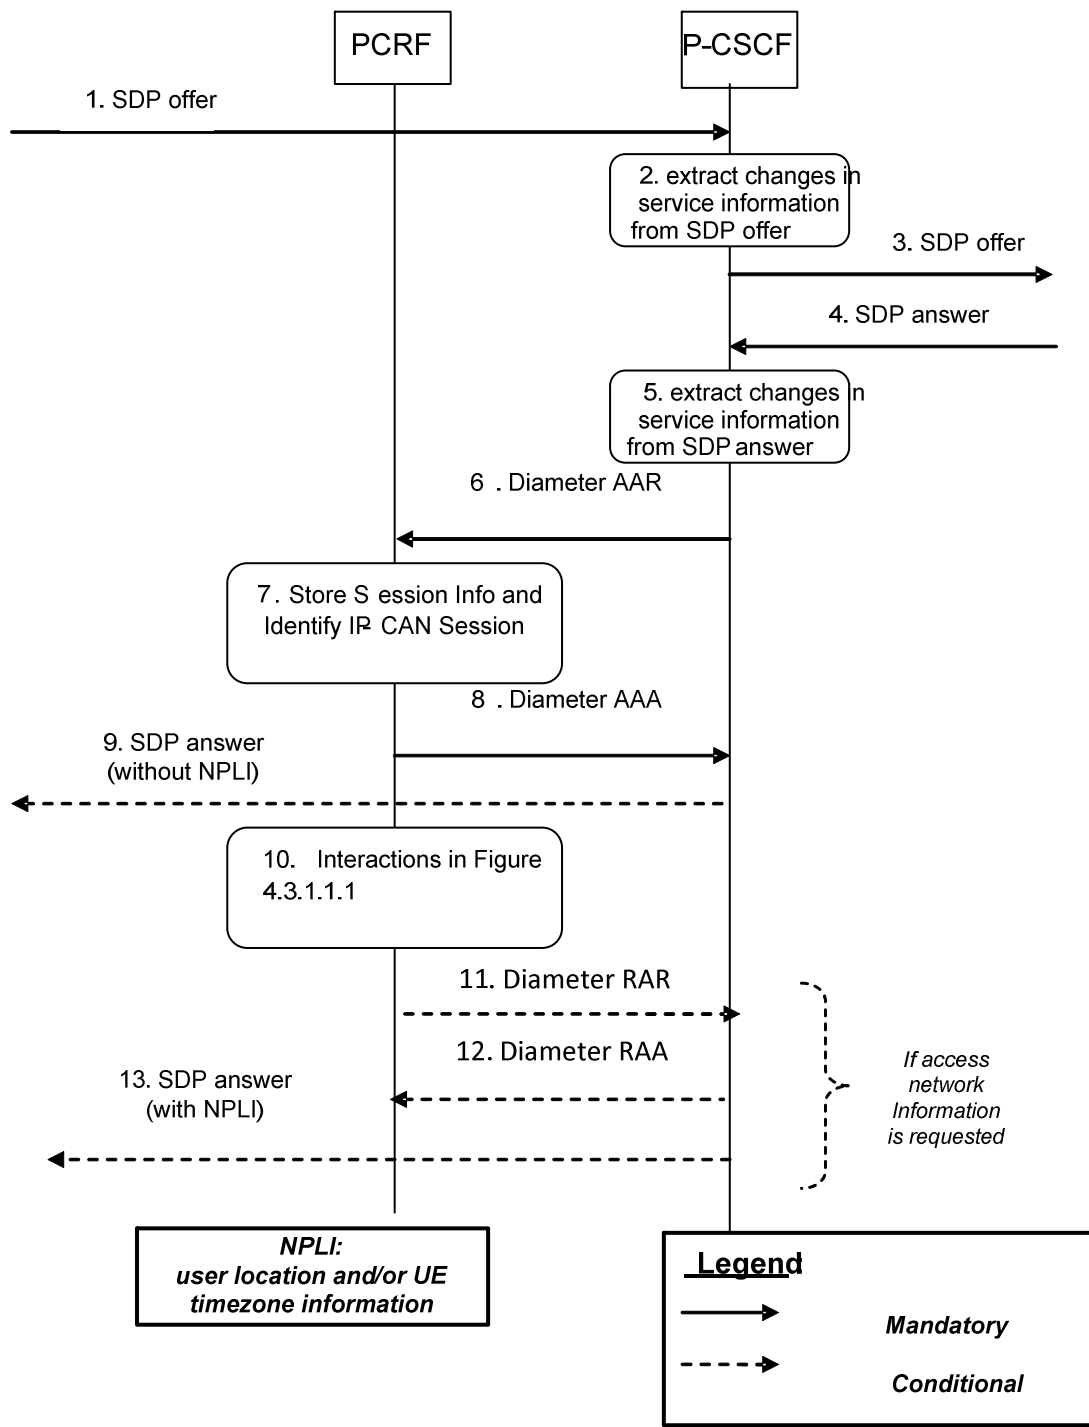 PCRF
P-CSCF
1. SDP offer
2. extract changes in
service information
from SDP offer
3. SDP offer
4. SDP answer
5. extract changes in
service information
from SDP answer
6 . Diameter AAR
7. Store S ession Info and
Identify IP- CAN Session
8 . Diameter AAA
9. SDP answer
(without NPLI)
10. Interactions in Figure
4.3.1.1.1
11. Diameter RAR
12. Diameter RAA
13. SDP answer
(with NPLI)
If access
network
Information
is requested
NPLI:
user location and/or UE
timezone information
Legend
Mandatory
Conditional